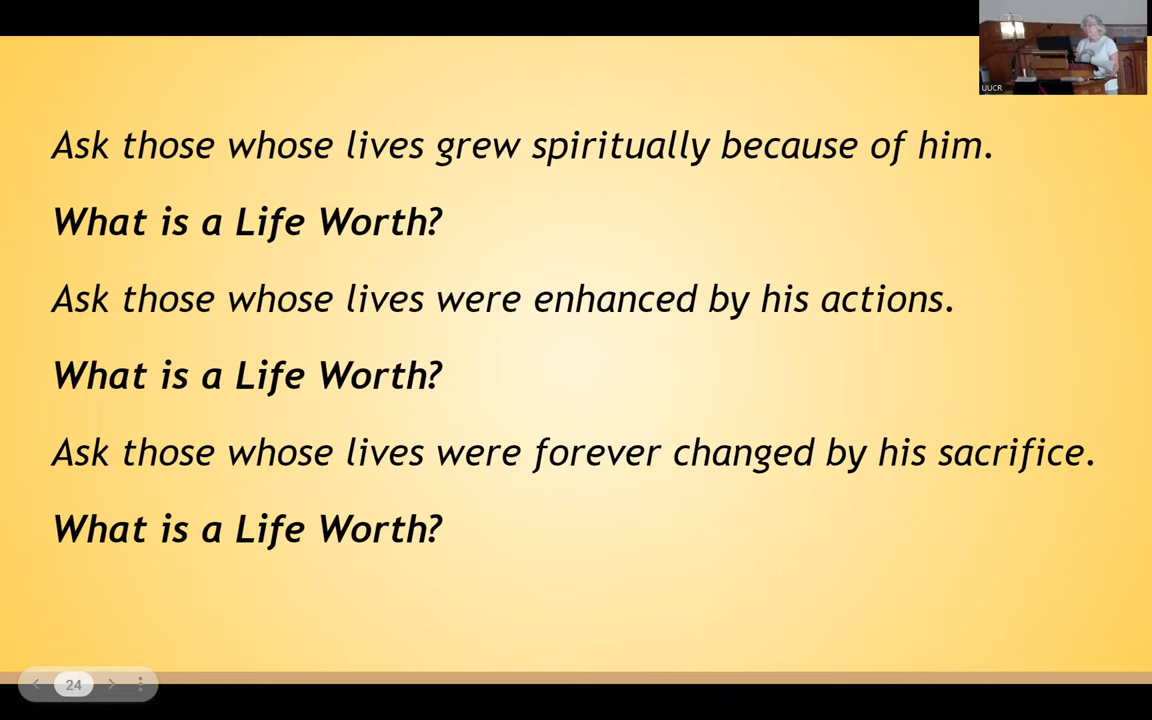 UUCR
Ask those whose lives grew spiritually because of him.
What is a Life Worth?
Ask those whose lives were enhanced by his actions.
What is a Life Worth?
Ask those whose lives were forever changed by his sacrifice.
What is a Life Worth?
24